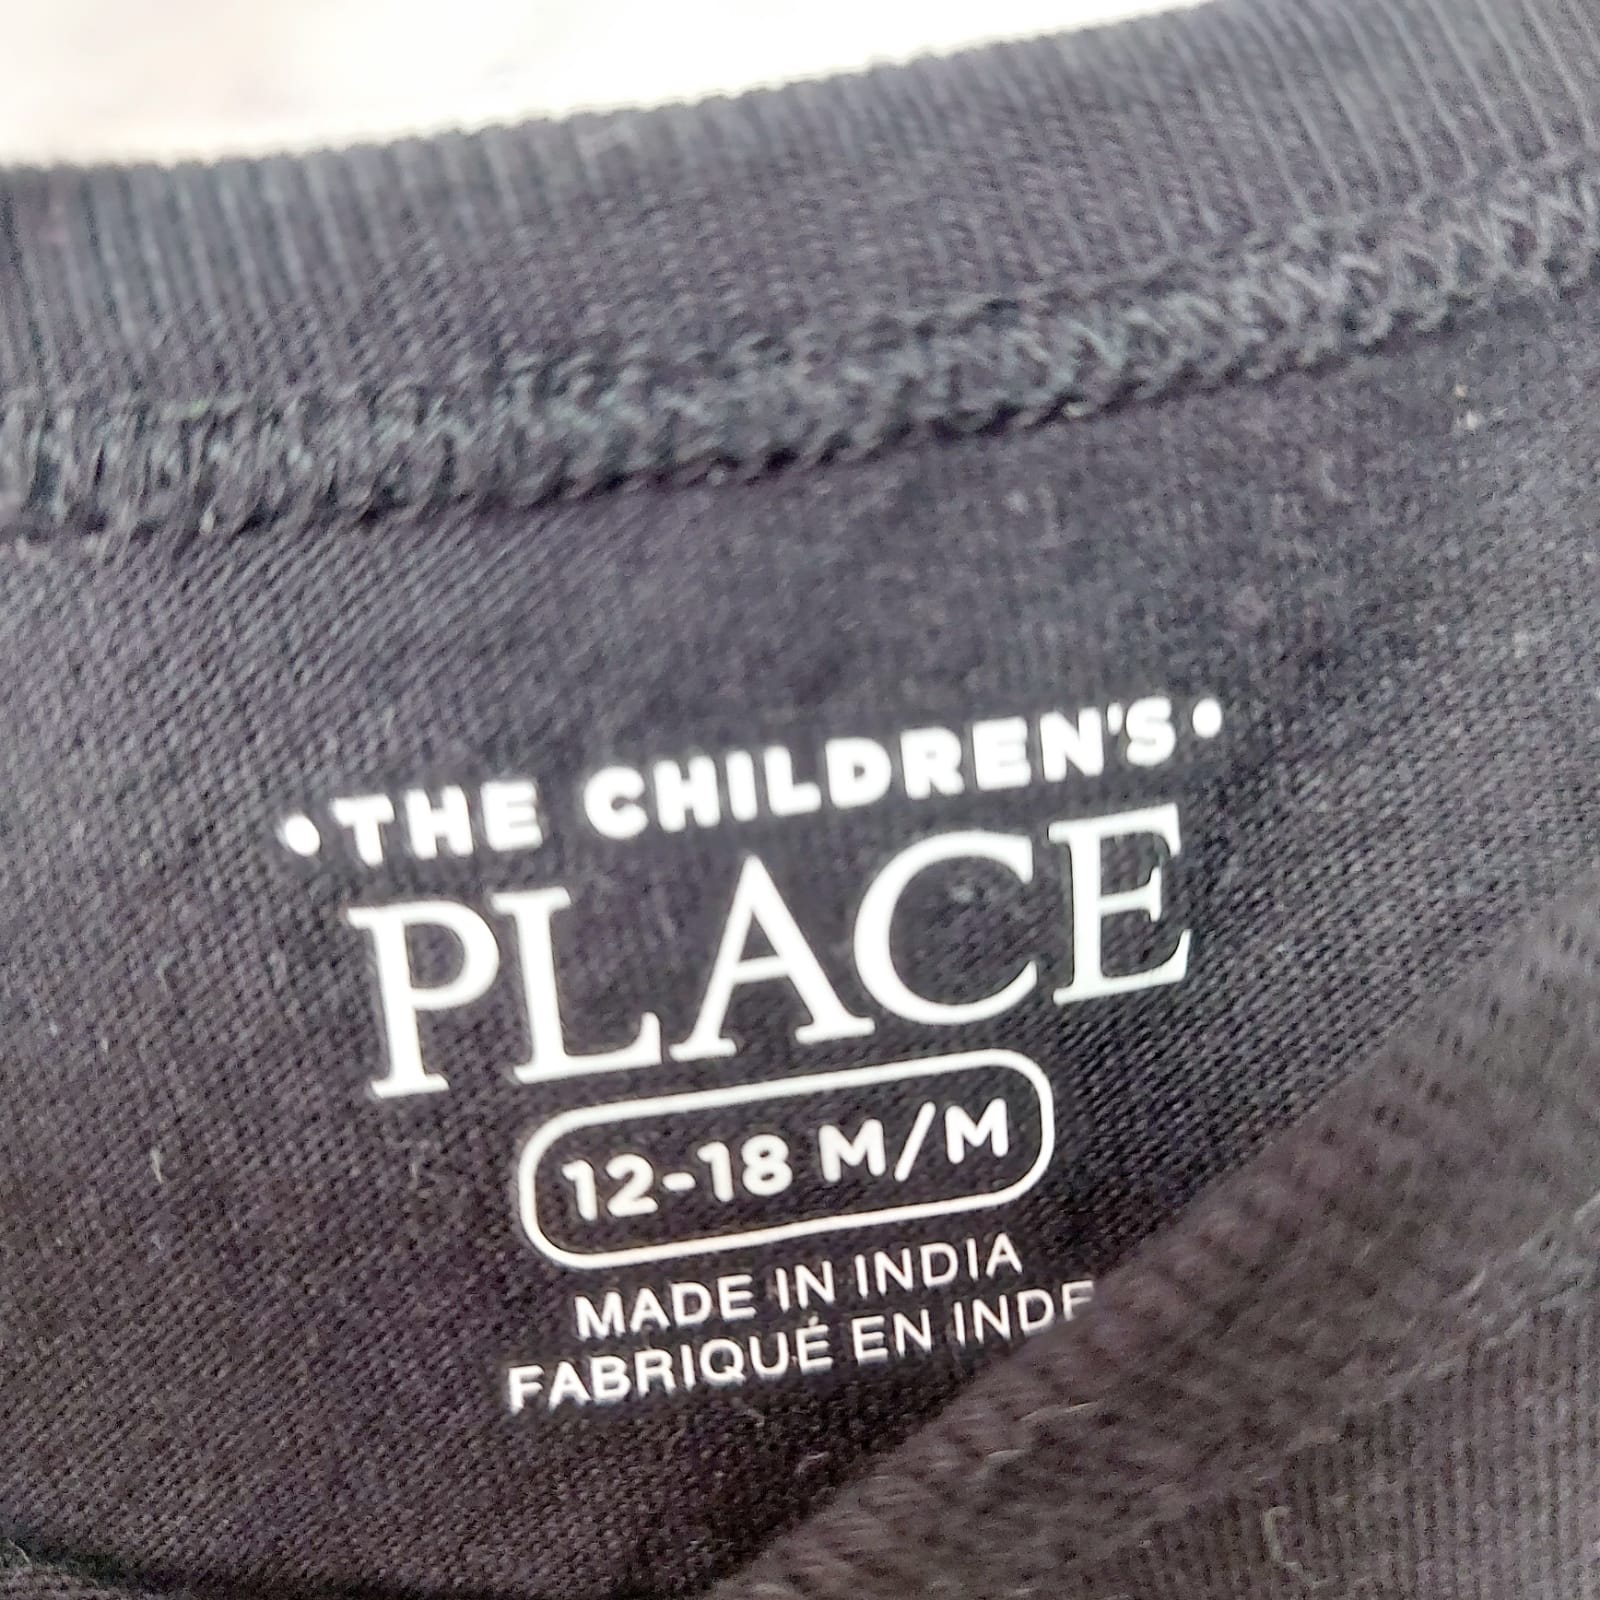 • THE CHILDREN'S •
PLACE
12-18 M/M
MADE IN INDIA
FABRIQUÉ EN INDE